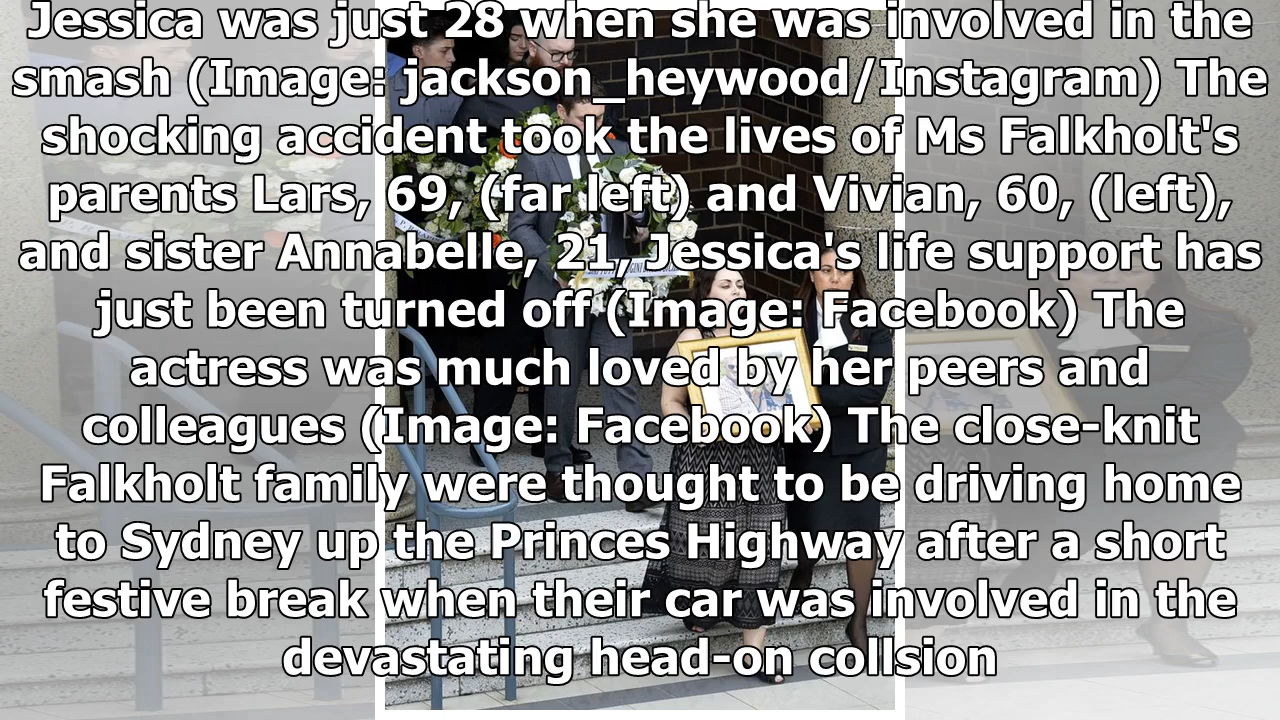 Jessica was just 28 when she was involved in the
smash (Image: jackson_heywood/Instagram) The
shocking accident took the lives of Ms Falkholt's
parents Lars, 69, (far left) and Vivian, 60, (left),
and sister Annabelle, 21, Jessica's life support has
just been turned off (Image: Facebook) The
actress was much loved by her peers and
colleagues (Image: Facebook) The close-knit
Falkholt family were thought to be driving home
to Sydney up the Princes Highway after a short
festive break when their car was involved in the
devastating head-on collsion